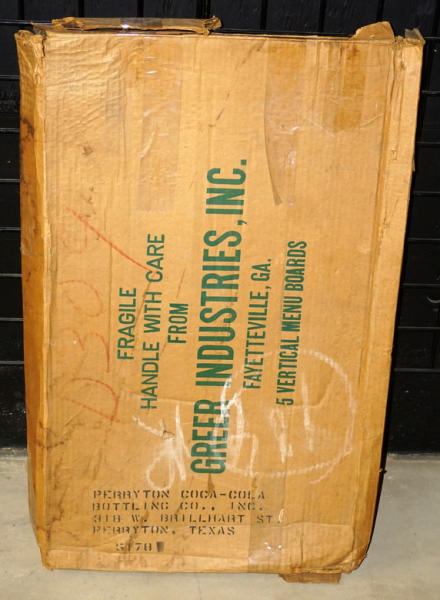 FRAGILE
HANDLE WITH CARE
FROM
GREER INDUSTRIES, INC.
FAYETTEVILLE, GA.
5 VERTICAL MENU BOARDS
PERRYTON COCA-COLA
BOTTLING CO., INC.
318 W. BRILLHART ST.
PERRYTON, TEXAS